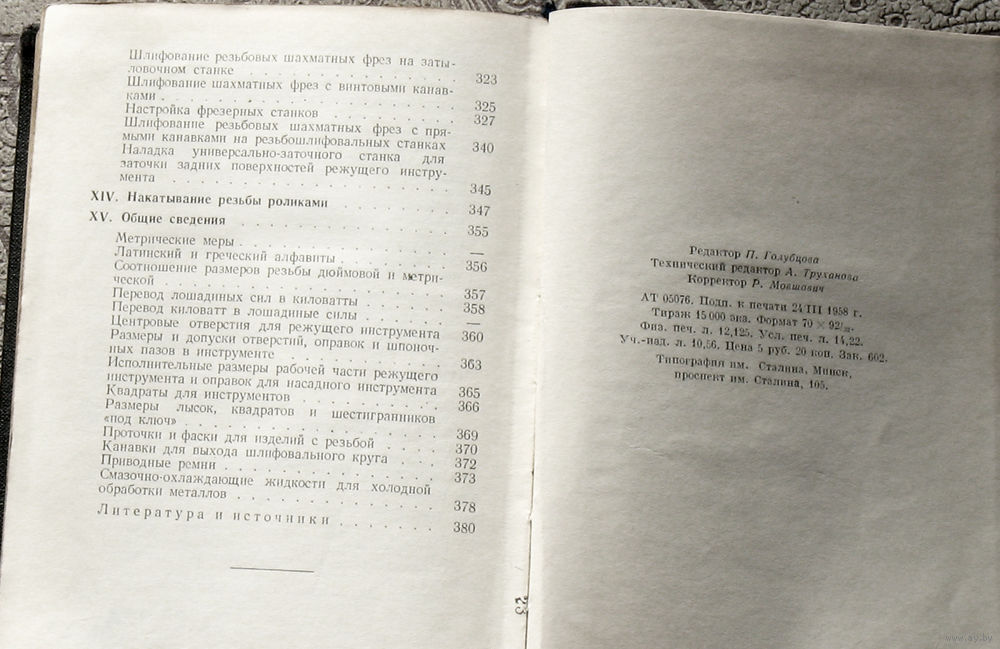 Шлифование резьбовых шахматных фрез на заты-
ловочном станке . . . . . . . . . . . . . 323
Шлифование шахматных фрез с винтовыми канав-
ками . . . . . . . . . . . . . . . . . . 325
Настройка фрезерных станков . . . . . . . . 327
Шлифование резьбовых шахматных фрез с пря-
мыми канавками на резьбошлифовальных станках 340
Наладка универсально-заточного станка для
заточки задних поверхностей режущего инстру-
мента . . . . . . . . . . . . . . . . . 345
XIV. Накатывание резьбы роликами . . . . . . . 347
XV. Общие сведения . . . . . . . . . . . . 355
Метрические меры . . . . . . . . . . . . —
Латинский и греческий алфавиты . . . . . . 356
Соотношение размеров резьбы дюймовой и метри-
ческой . . . . . . . . . . . . . . . . 357
Перевод лошадиных сил в киловатты . . . . . 358
Перевод киловатт в лошадиные силы . . . . . —
Центровые отверстия для режущего инструмента 360
Размеры и допуски отверстий, оправок и шпоноч-
ных пазов в инструменте . . . . . . . . . 363
Исполнительные размеры рабочей части режущего
инструмента и оправок для насадного инструмента 365
Квадраты для инструментов . . . . . . . . 366
Размеры лысок, квадратов и шестигранников
«под ключ» . . . . . . . . . . . . . . 369
Проточки и фаски для изделий с резьбой . . . 370
Канавки для выхода шлифовального круга . . . 372
Приводные ремни . . . . . . . . . . . . 373
Смазочно-охлаждающие жидкости для холодной
обработки металлов . . . . . . . . . . . 378
Литература и источники . . . . . . . 380
23
Редактор П. Голубцова
Технический редактор А. Труханова
Корректор Р. Мовшавич
АТ 05076. Подп. к печати 24/III 1958 г.
Тираж 15 000 экз. Формат 70 × 92/
Физ. печ. л. 12,125. Усл. печ. л. 14,22.
Уч.-изд. л. 10,56. Цена 5 руб. 20 коп. Зак. 602.
Типография им. Сталина, Минск,
проспект им. Сталина, 105.
www.ay.by